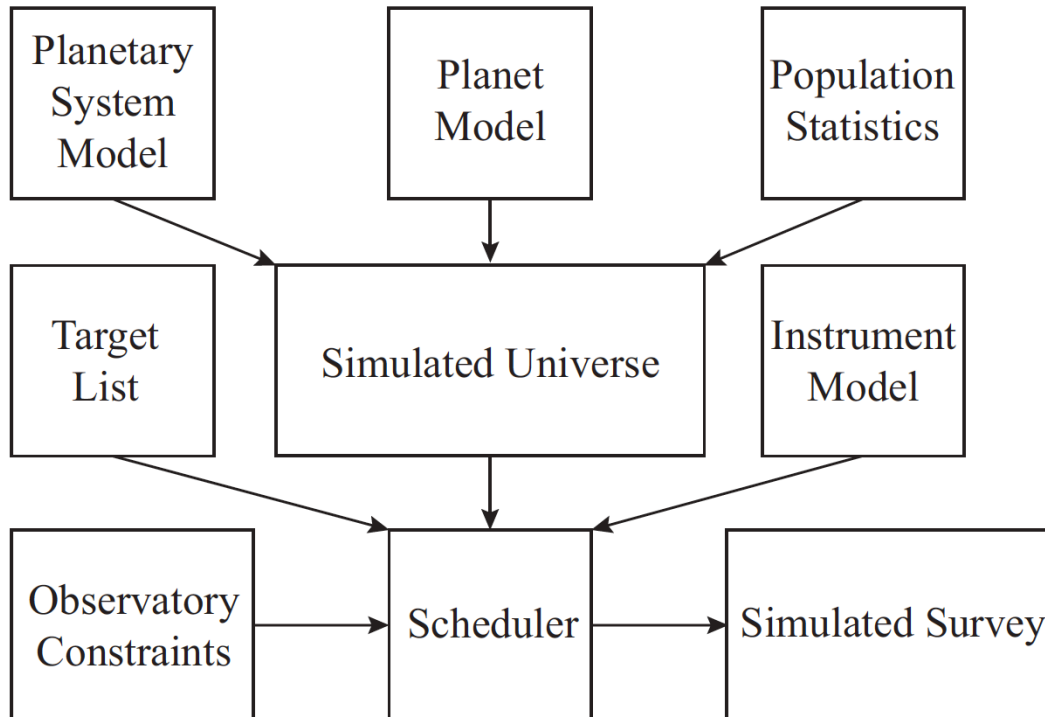 Planetary
System
Model
Planet
Model
Population
Statistics
Target
List
Simulated Universe
Instrument
Model
Observatory
Constraints
Scheduler
Simulated Survey